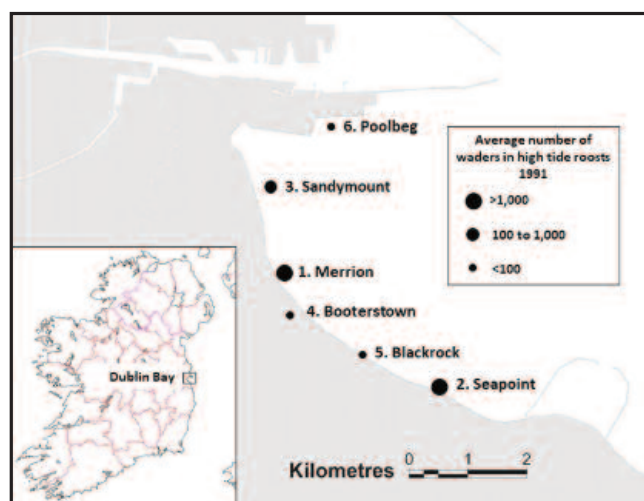 6. Poolbeg
Average number of
waders in high tide roosts
1991
>1,000
100 to 1,000
<100
3. Sandymount
1. Merrion
4. Booterstown
5. Blackrock
2. Seapoint
Dublin Bay
Kilometres 0 1 2